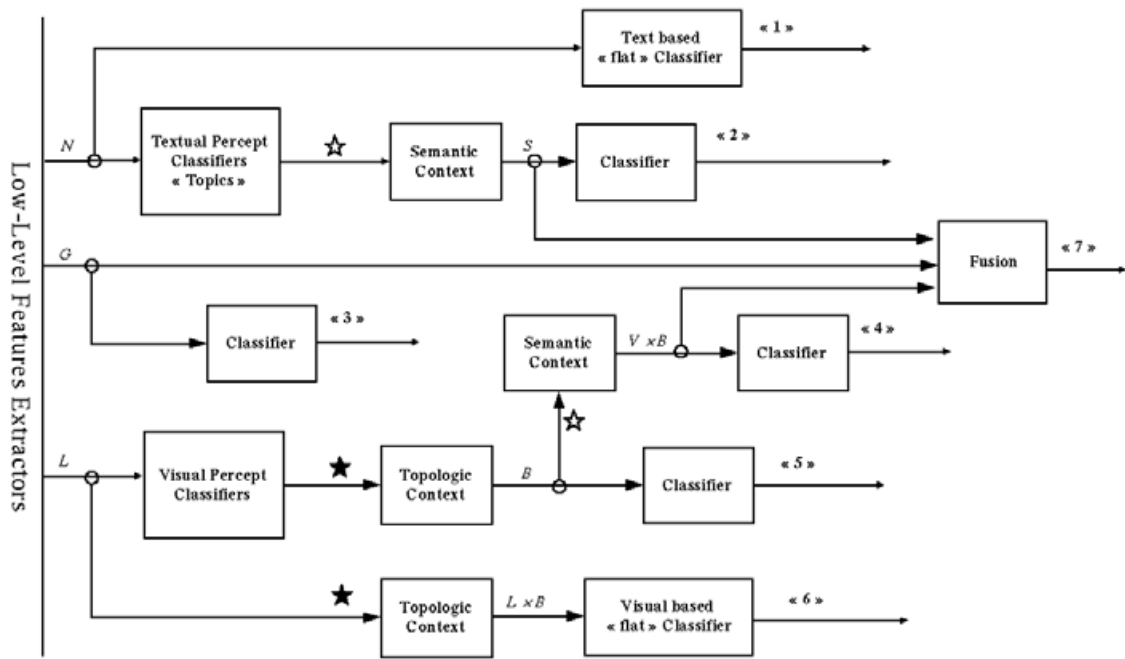 Low-Level Features Extractors
« 1 »
Text based
« flat » Classifier
N
Textual Percept
Classifiers
« Topics »
Semantic
Context
S
Classifier
« 2 »
G
Fusion
« 7 »
Classifier
« 3 »
Semantic
Context
V × B
Classifier
« 4 »
L
Visual Percept
Classifiers
Topologic
Context
B
Classifier
« 5 »
Topologic
Context
L × B
Visual based
« flat » Classifier
« 6 »